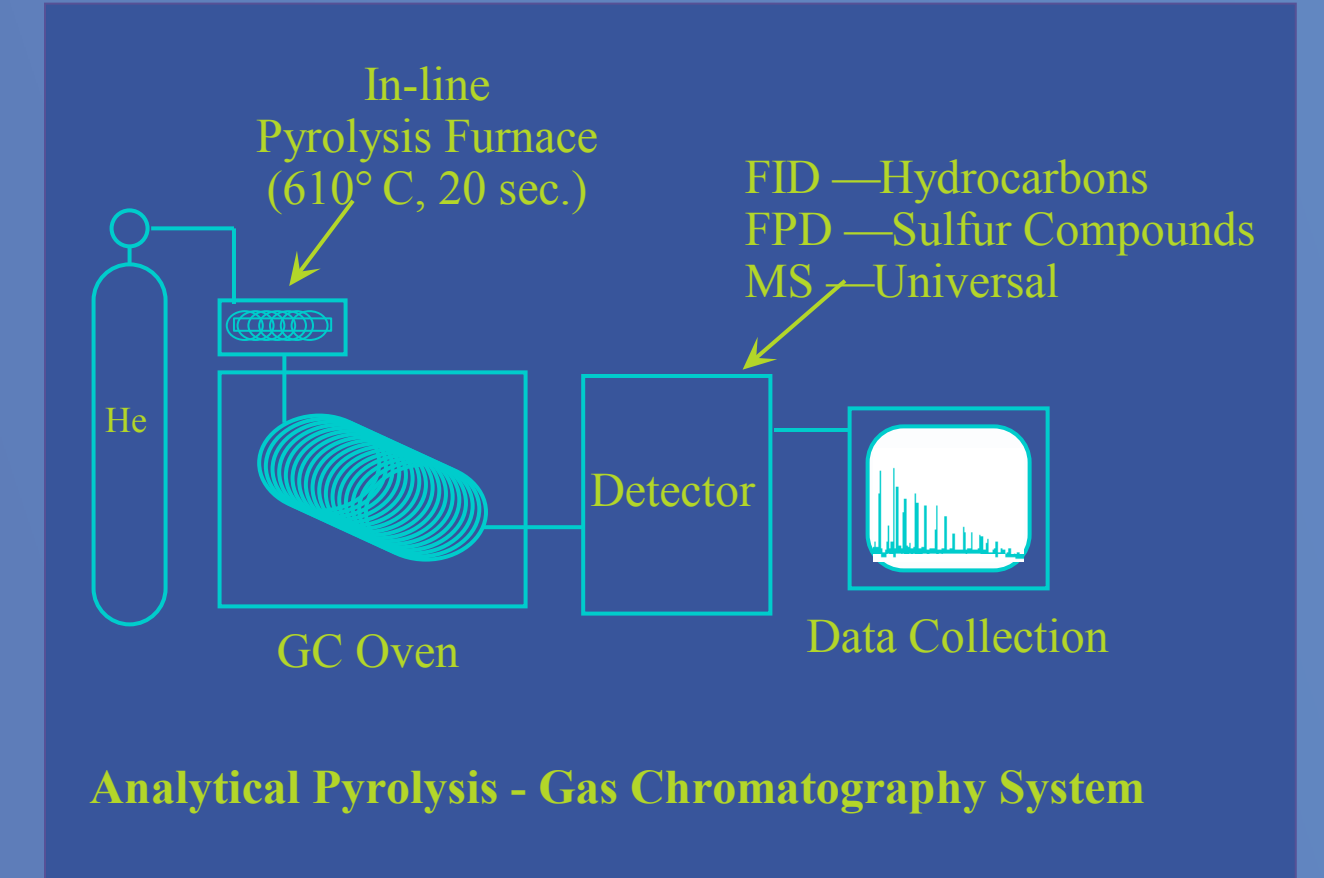 In-line
Pyrolysis Furnace
(610° C, 20 sec.)
FID —Hydrocarbons
FPD —Sulfur Compounds
MS —Universal
He
Detector
GC Oven
Data Collection
Analytical Pyrolysis - Gas Chromatography System